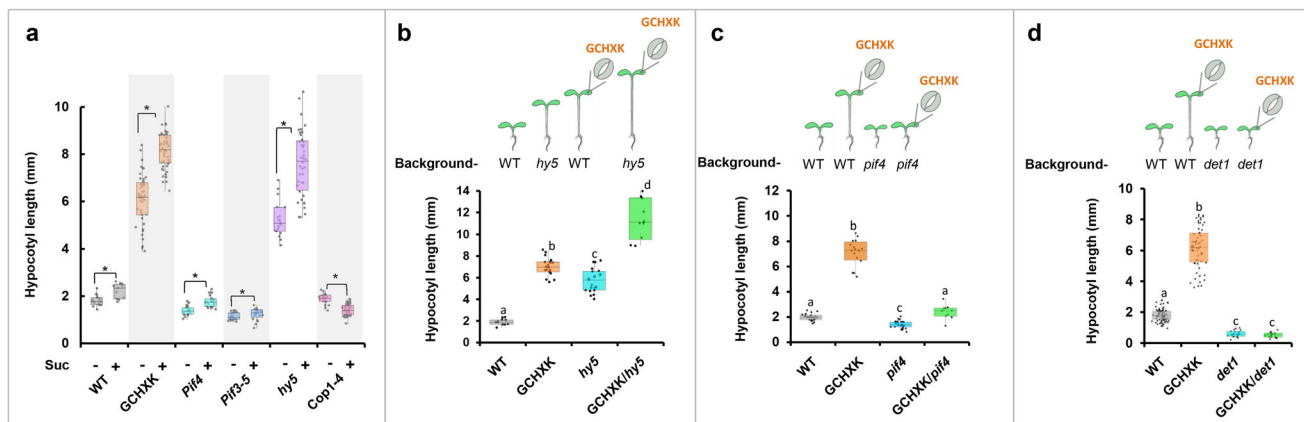 a
Hypocotyl length (mm)
10
8
6
4
2
0
* * * * * *
Suc - + - + - + - + - + - +
WT GCHXK Pif4 Pif3-5 hy5 Cop1-4
b
GCHXK
GCHXK
Background- WT hy5 WT hy5
Hypocotyl length (mm)
14
12
10
8
6
4
2
0
a b c d
WT GCHXK hy5 GCHXK/hy5
c
GCHXK
GCHXK
Background- WT WT pif4 pif4
Hypocotyl length (mm)
12
10
8
6
4
2
0
a b c a
WT GCHXK pif4 GCHXK/pif4
d
GCHXK
GCHXK
Background- WT WT det1 det1
Hypocotyl length (mm)
10
8
6
4
2
0
a b c c
WT GCHXK det1 GCHXK/det1